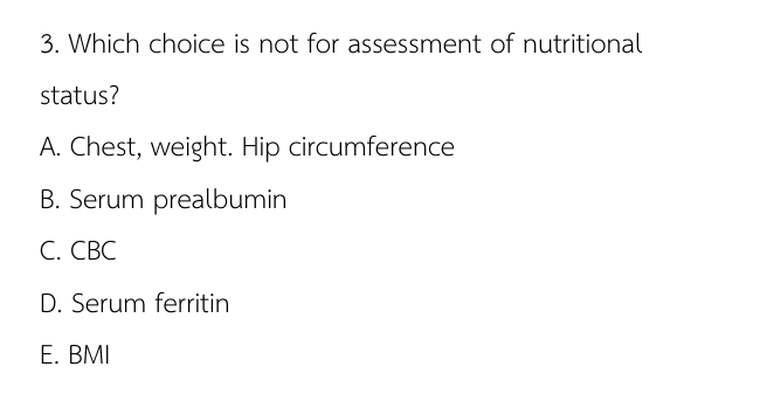 3. Which choice is not for assessment of nutritional
status?
A. Chest, weight. Hip circumference
B. Serum prealbumin
C. CBC
D. Serum ferritin
E. BMI